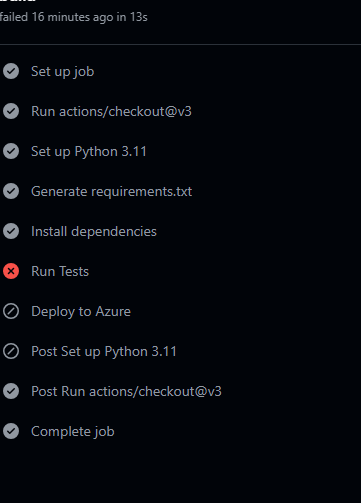 failed 16 minutes ago in 13s
Set up job
Run actions/checkout@v3
Set up Python 3.11
Generate requirements.txt
Install dependencies
Run Tests
Deploy to Azure
Post Set up Python 3.11
Post Run actions/checkout@v3
Complete job